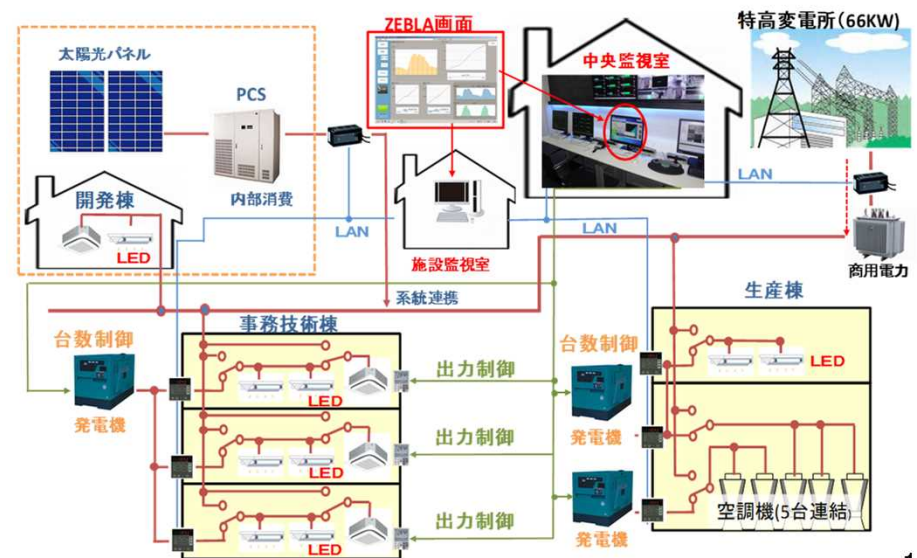 ZEBLA画面
特高変電所(66KW)
太陽光パネル
中央監視室
PCS
内部消費
開発棟
LED
LAN
LAN
LAN
施設監視室
商用電力
系統連携
生産棟
事務技術棟
台数制御
発電機
LED
LED
LED
出力制御
出力制御
出力制御
台数制御
発電機
発電機
LED
空調機(5台連結)